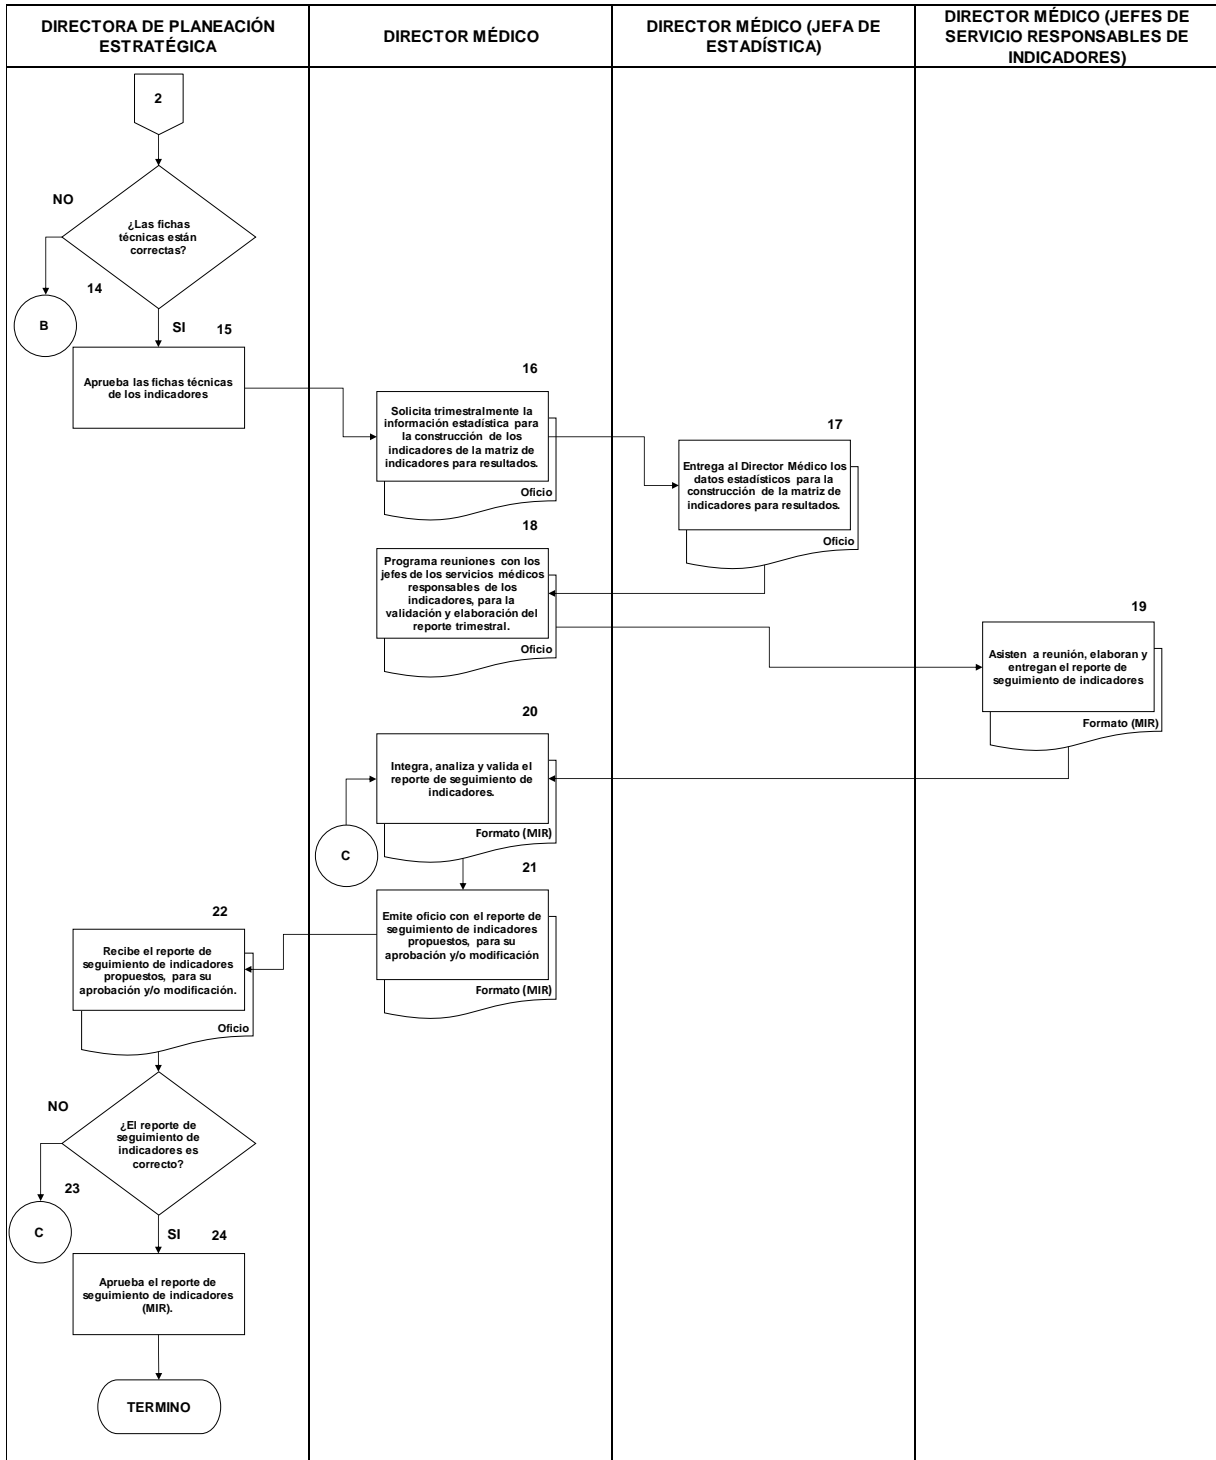 DIRECTORA DE PLANEACIÓN
ESTRATÉGICA
DIRECTOR MÉDICO
DIRECTOR MÉDICO (JEFA DE
ESTADÍSTICA)
DIRECTOR MÉDICO (JEFES DE
SERVICIO RESPONSABLES DE
INDICADORES)
2
NO
¿Las fichas
técnicas están
correctas?
14
B
SI
15
Aprueba las fichas técnicas
de los indicadores
16
Solicita trimestralmente la
información estadística para
la construcción de los
indicadores de la matriz de
indicadores para resultados.
Oficio
17
Entrega al Director Médico los
datos estadísticos para la
construcción de la matriz de
indicadores para resultados.
Oficio
18
Programa reuniones con los
jefes de los servicios médicos
responsables de los
indicadores, para la
validación y elaboración del
reporte trimestral.
Oficio
19
Asisten a reunión, elaboran y
entregan el reporte de
seguimiento de indicadores
Formato (MIR)
20
Integra, analiza y valida el
reporte de seguimiento de
indicadores.
Formato (MIR)
C
21
Emite oficio con el reporte de
seguimiento de indicadores
propuestos, para su
aprobación y/o modificación
Formato (MIR)
22
Recibe el reporte de
seguimiento de indicadores
propuestos, para su
aprobación y/o modificación.
Oficio
NO
¿El reporte de
seguimiento de
indicadores es
correcto?
23
C
SI
24
Aprueba el reporte de
seguimiento de indicadores
(MIR).
TERMINO